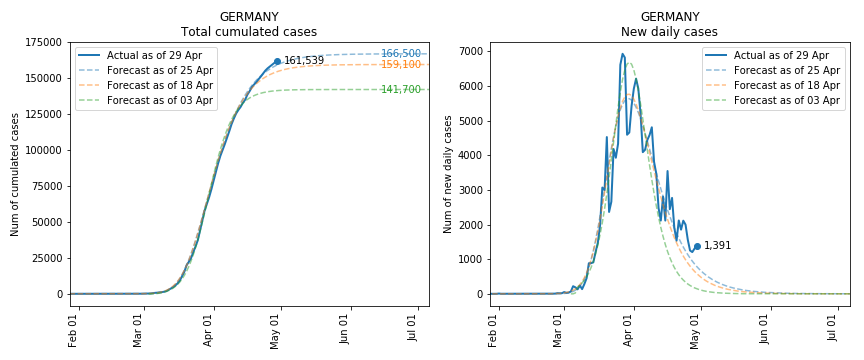 GERMANY
Total cumulated cases
Num of cumulated cases
175000
150000
125000
100000
75000
50000
25000
0
Actual as of 29 Apr
Forecast as of 25 Apr
Forecast as of 18 Apr
Forecast as of 03 Apr
161,539
166,500
159,100
141,700
Feb 01
Mar 01
Apr 01
May 01
Jun 01
Jul 01
GERMANY
New daily cases
Num of new daily cases
7000
6000
5000
4000
3000
2000
1000
0
Actual as of 29 Apr
Forecast as of 25 Apr
Forecast as of 18 Apr
Forecast as of 03 Apr
1,391
Feb 01
Mar 01
Apr 01
May 01
Jun 01
Jul 01